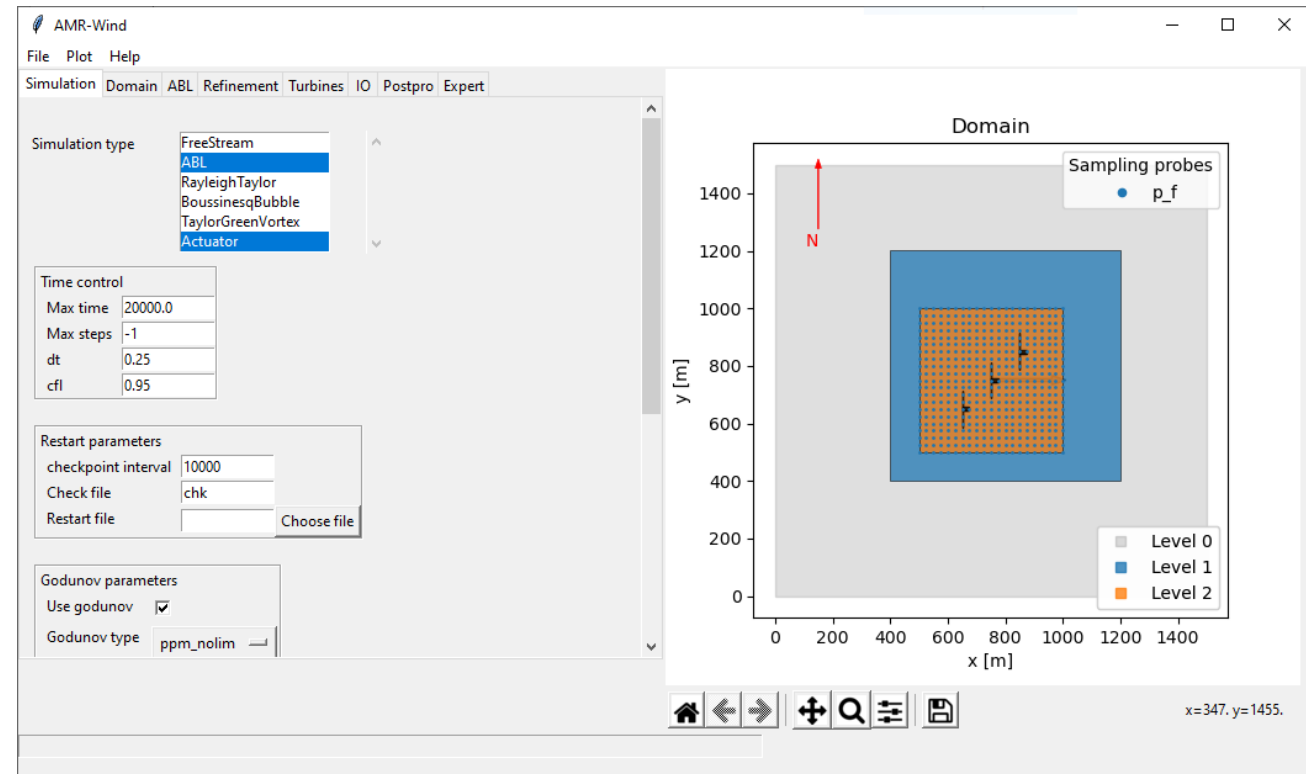 AMR-Wind
File Plot Help
Simulation Domain ABL Refinement Turbines IO Postpro Expert
Simulation type
FreeStream
ABL
RayleighTaylor
BoussinesqBubble
TaylorGreenVortex
Actuator
Time control
Max time 20000.0
Max steps -1
dt 0.25
cfl 0.95
Restart parameters
checkpoint interval 10000
Check file chk
Restart file Choose file
Godunov parameters
Use godunov
Godunov type ppm_nolim
Domain
Sampling probes
p_f
N
1400
1200
1000
800
600
400
200
0
y [m]
Level 0
Level 1
Level 2
0 200 400 600 800 1000 1200 1400
x [m]
x=347. y=1455.